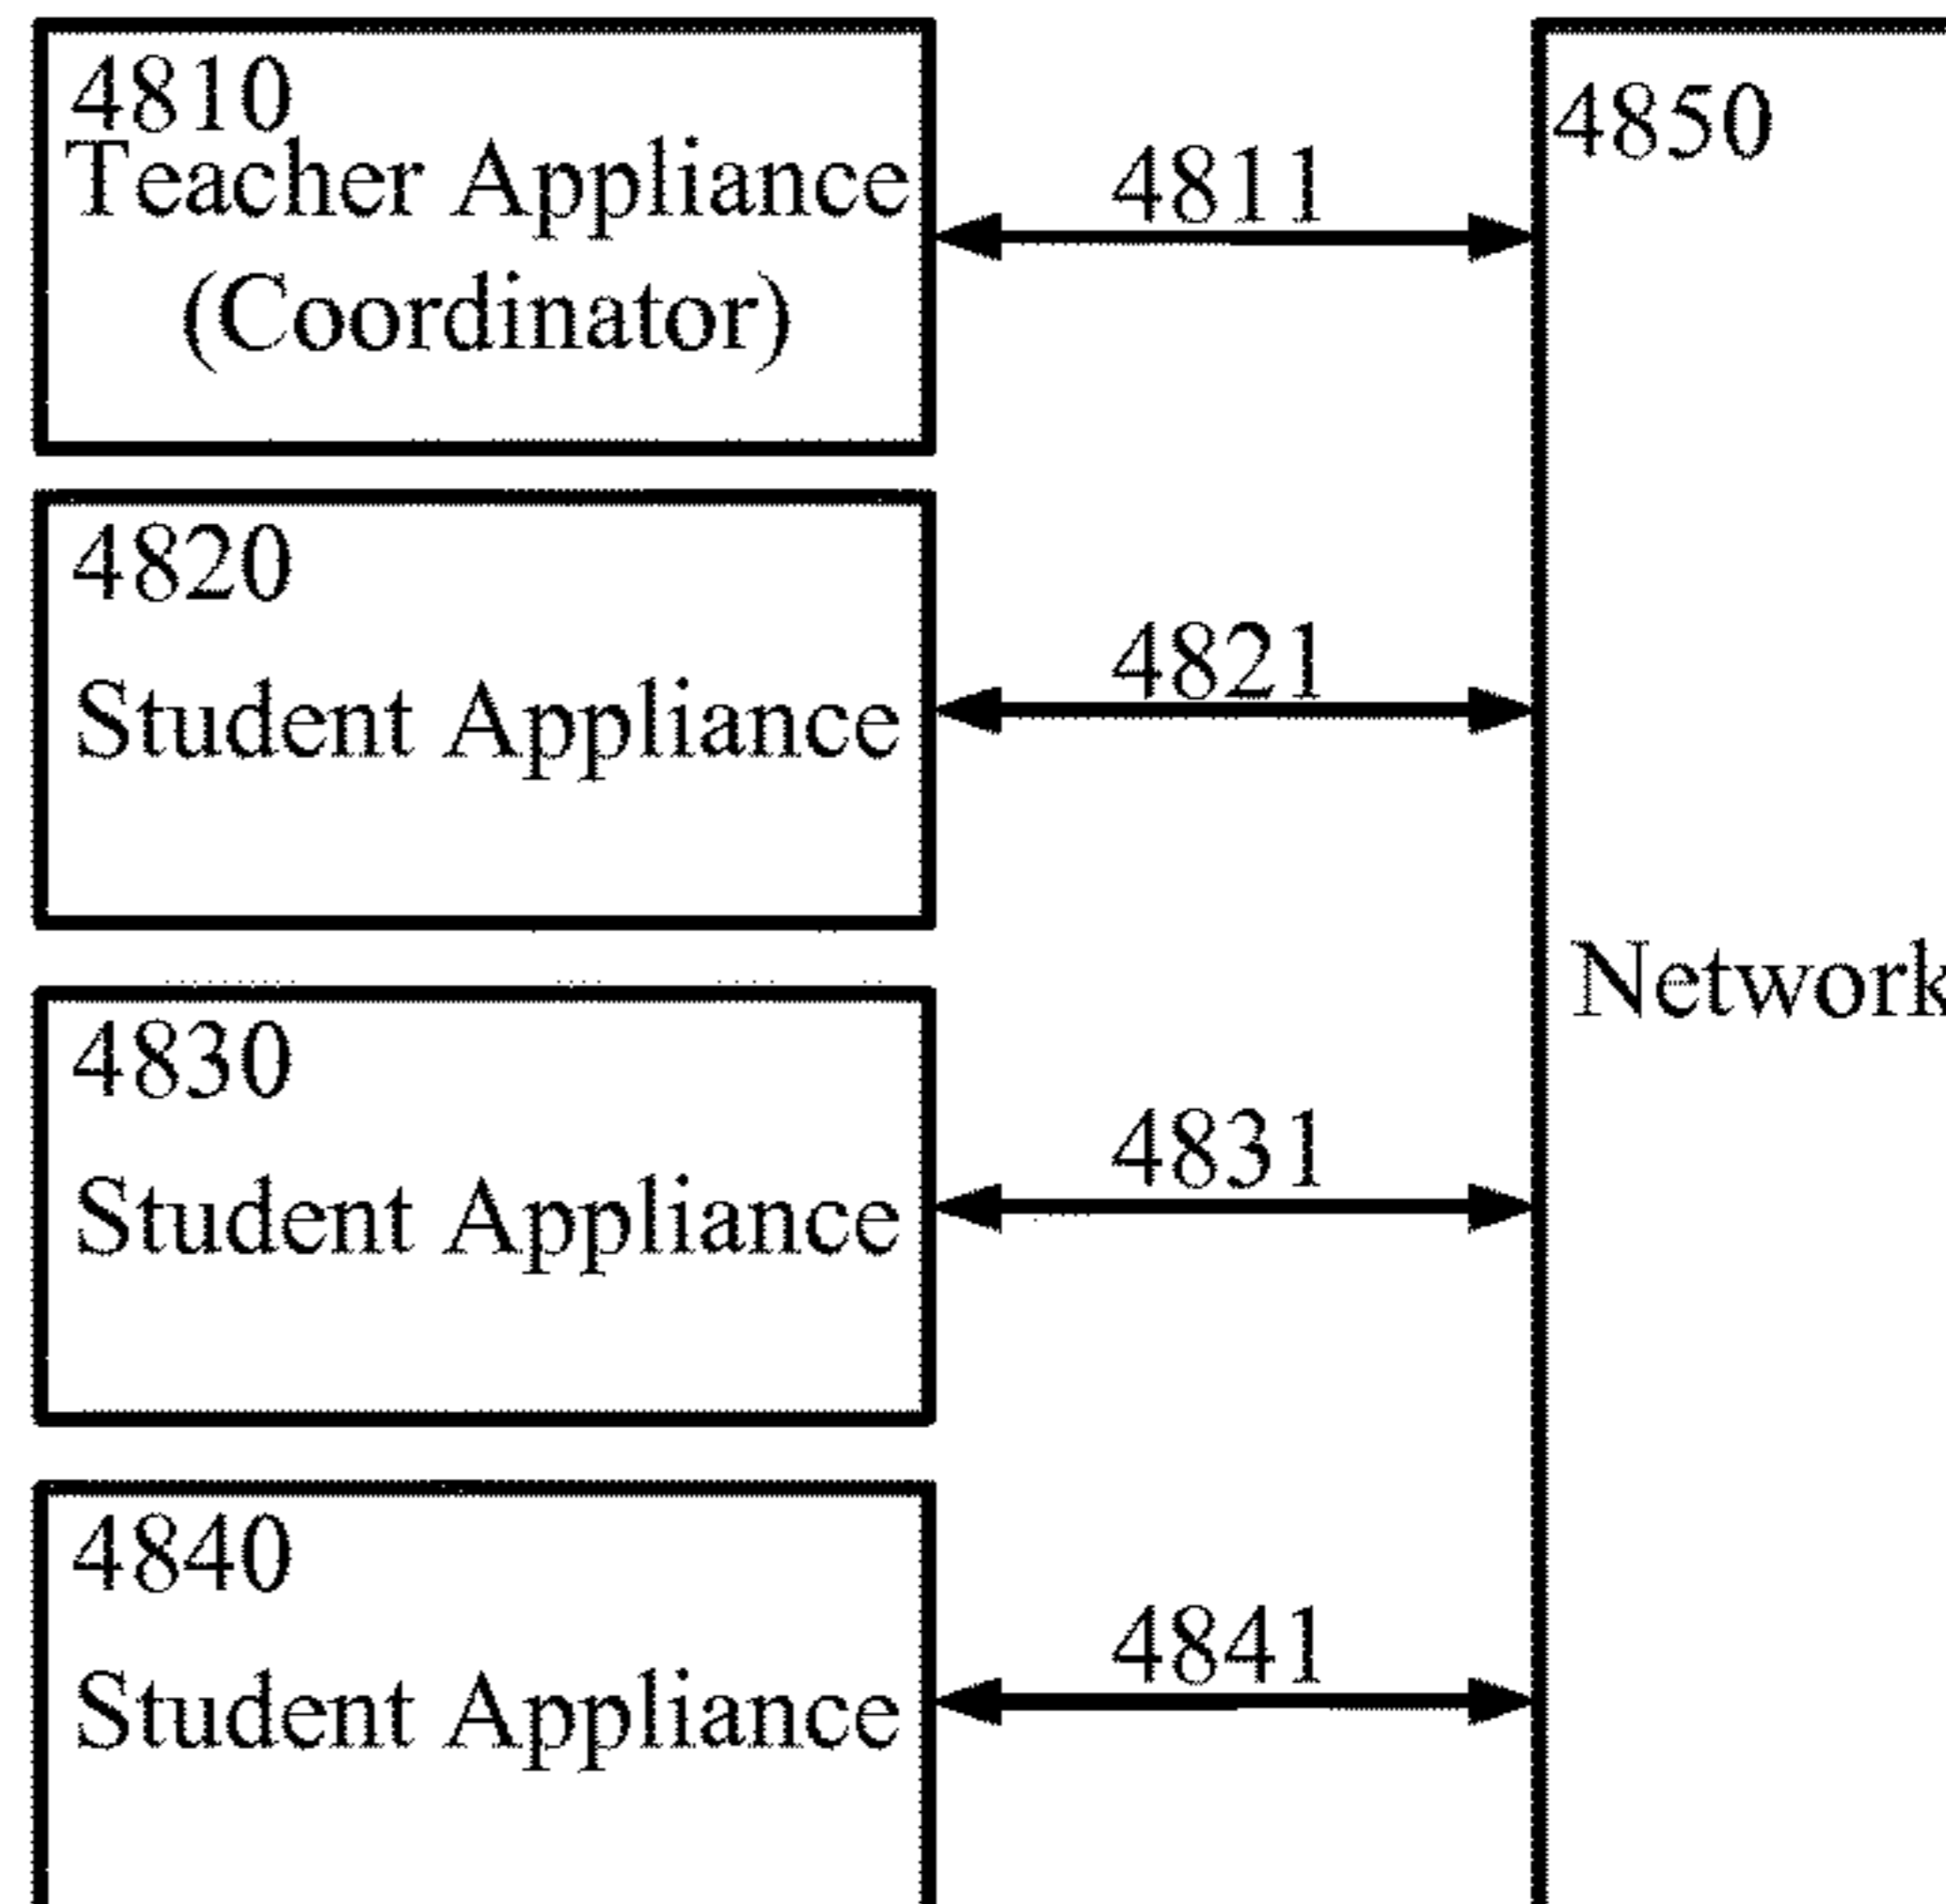 4810
Teacher Appliance
(Coordinator)
4811
4850
4820
Student Appliance
4821
Network
4830
Student Appliance
4831
4840
Student Appliance
4841